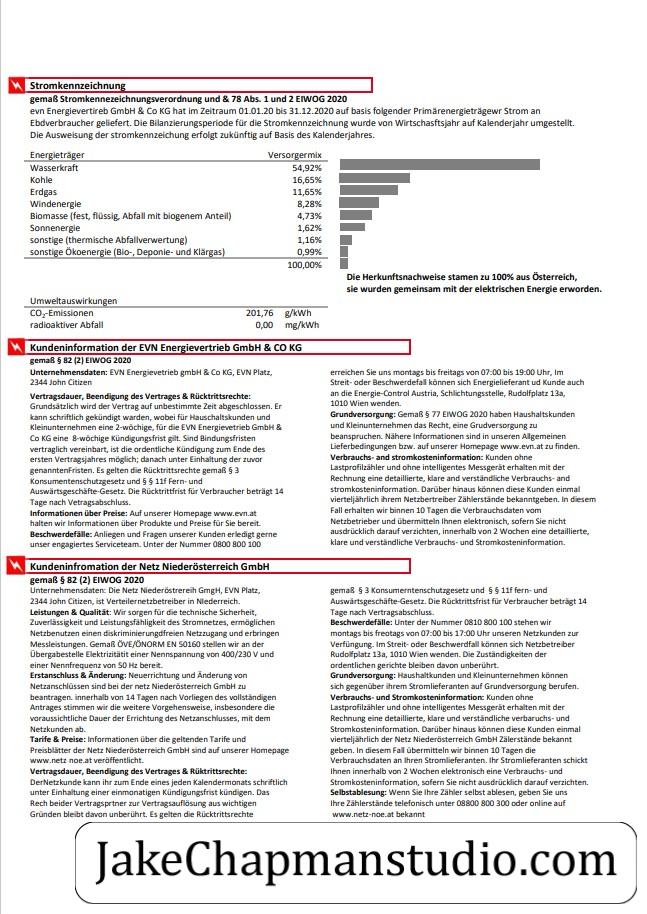 Stromkennzeichnung
gemaß Stromkennezeichnungsverordnung und & 78 Abs. 1 und 2 EIWOG 2020
evn Energievertireb GmbH & Co KG hat im Zeitraum 01.01.20 bis 31.12.2020 auf basis folgender Primärenergieträgewr Strom an
Ebdverbraucher geliefert. Die Bilanzierungsperiode für die Stromkennzeichnung wurde von Wirtschasftsjahr auf Kalenderjahr umgestellt.
Die Ausweisung der stromkennzeichung erfolgt zukünftig auf Basis des Kalenderjahres.
Energieträger Versorgermix
Wasserkraft 54,92%
Kohle 16,65%
Erdgas 11,65%
Windenergie 8,28%
Biomasse (fest, flüssig, Abfall mit biogenem Anteil) 4,73%
Sonnenergie 1,62%
sonstige (thermische Abfallverwertung) 1,16%
sonstige Ökoenergie (Bio-, Deponie- und Klärgas) 0,99%
100,00%
Die Herkunftsnachweise stamen zu 100% aus Österreich,
sie wurden gemeinsam mit der elektrischen Energie erworden.
Umweltauswirkungen
CO₂-Emissionen 201,76 g/kWh
radioaktiver Abfall 0,00 mg/kWh
Kundeninformation der EVN Energievertrieb GmbH & CO KG
gemaß § 82 (2) EIWOG 2020
Unternehmensdaten: EVN Energievetrieb gmbH & Co KG, EVN Platz,
2344 John Citizen
Vertragsdauer, Beendigung des Vertrages & Rücktrittsrechte:
Grundsätzlich wird der Vertrag auf unbestimmte Zeit abgeschlossen. Er
kann schriftlich gekündigt warden, wobei für Hauschaltskunden und
Kleinunternehmen eine 2-wöchige, für die EVN Energievetrieb GmbH &
Co KG eine 8-wöchige Kündigungsfrist gilt. Sind Bindungsfristen
vertraglich vereinbart, ist die ordentliche Kündigung zum Ende des
ersten Vertragsjahres möglich; danach unter Einhaltung der zuvor
genanntenFristen. Es gelten die Rücktrittsrechte gemaß § 3
Konsumentenschutzgesetz und § § 11f Fern- und
Auswärtsgeschäfte-Gesetz. Die Rücttrittsfrist für Verbraucher beträgt 14
Tage nach Vetragsabschluss.
Informationen über Preise: Auf unserer Homepage www.evn.at
halten wir Informationen über Produkte und Preise für Sie bereit.
Beschwerdefälle: Anliegen und Fragen unserer Kunden erledigt gerne
unser engagiertes Serviceteam. Unter der Nummer 0800 800 100
erreichen Sie uns montags bis freitags von 07:00 bis 19:00 Uhr, Im
Streit- oder Beschwerdefall können sich Energielieferant ud Kunde auch
an die Energie-Control Austria, Schlichtungsstelle, Rudolfplatz 13a,
1010 Wien wenden.
Grundversorgung: Gemaß § 77 EIWOG 2020 haben Haushaltskunden
und Kleinunternehmen das Recht, eine Grudversorgung zu
beanspruchen. Nähere Informationen sind in unseren Allgemeinen
Lieferbedingungen bzw. auf unserer Homepage www.evn.at zu finden.
Verbrauchs- and stromkosteninformation: Kunden ohne
Lastprofilzähler und ohne intelligentes Messgerät erhalten mit der
Rechnung eine detaillierte, klare and verständliche Verbrauchs- und
stromkosteninformation. Darüber hinaus können diese Kunden einmal
vierteljährlich ihrem Netzbetreiber Zählerstände bekanntgeben. In diesem
Fall erhalten wir binnen 10 Tagen die Verbrauchsdaten vom
Netzbetrieber und übermitteln Ihnen elektronisch, sofern Sie nicht
ausdrücklich darauf verzichten, innerhalb von 2 Wochen eine detailierte,
klare und verständliche Verbrauchs- und Stromkosteninformation.
Kundeninfromation der Netz Niederösterreich GmbH
gemaß § 82 (2) EIWOG 2020
Unternehmensdaten: Die Netz Niederöstrereilh GmgH, EVN Platz,
2344 John Citizen, ist Verteilernetzbetreiber in NIederreich.
Leistungs & Qualität: Wir sorgen für die technische Sicherheit,
Zuverlässigkeit und Leistungsfähigkeit des Stromnetzes, ermöglichen
Netzbenutzen einen diskriminierungdfreien Netzzugang und erbringen
Messleistungen. Gemaß ÖVE/ÖNORM EN 50160 stellen wir an der
Übergabestelle Elektrizitäteit einer Nennspannung von 400/230 V und
einer Nennfrequenz von 50 Hz bereit.
Erstanschluss & Änderung: Neuerrichtung und Änderung von
Netzanschlüssen sind bei der netz Niederösterreich GmbH zu
beantragen. innerhalb von 14 Tagen nach Vorliegen des vollständigen
Antrages stimmen wir die weitere Vorgehensweise, insbesondere die
voraussichtliche Dauer der Errichtung des Netzanschlusses, mit dem
Netzkunden ab.
Tarife & Preise: Informationen über die geltenden Tarife und
Preisblätter der Netz Niederösterreich GmbH sind auf unserer Homepage
www.netz noe.at veröffentlicht.
Vertragsdauer, Beendigung des Vertrages & Rüktrittsrechte:
DerNetzkunde kann ihr zum Ende eines jeden Kalendermonats schriftlich
unter Einhaltung einer einmonatigen Kündigungsfrist kündigen. Das
Rech beider Vertragsprtner zur Vertragsauflösung aus wichtigen
Gründen bleibt davon unberührt. Es gelten die Rücktrittsrechte
gemaß § 3 Konsumerntenschutzgesetz und § § 11f fern- und
Auswärtsgeschäfte-Gesetz. Die Rücktrittsfrist für Verbraucher beträgt 14
Tage nach Vertragsabschluss.
Beschwerdefälle: Unter der Nummer 0810 800 100 stehen wir
montags bis freitags von 07:00 bis 17:00 Uhr unseren Netzkunden zur
Verfügung. Im Streit- oder Beschwerdfall können sich Netzbetrieber
Rudolfplatz 13a, 1010 Wien wenden. Die Zuständigkeiten der
ordentlichen gerichte bleiben davon unberührt.
Grundversorgung: Haushaltkunden und Kleinunternehmen können
sich gegenüber ihrem Stromlieferanten auf Grundversorgung berufen.
Verbrauchs- und Stromkosteninformation: Kunden ohne
Lastprofilzähler und ohne intelligentes Messgerät erhalten mit der
Rechnung eine detaillierte, klare und verständliche verbaruchs- und
Stromkosteninformation. Darüber hinaus können diese Kunden einmal
vierteljährlich der Netz Niederösterreich GmbH Zälerstände bekannt
geben. In diesem Fall übermitteln wir binnen 10 Tagen die
Verbrauchsdaten an Ihren Stromlieferanten. Ihr Stromlieferanten schickt
Ihnen innerhalb von 2 Wochen elektronisch eine Verbrauchs- und
Stromkosteninformation, sofern Sie nicht ausdrücklich darauf verzichten.
Selbstablesung: Wenn Sie Ihre Zähler selbst ablesen, geben Sie uns
Ihre Zählerstände telefonisch unter 08800 800 300 oder online auf
www.netz-noe.at bekannt
JakeChapmanstudio.com